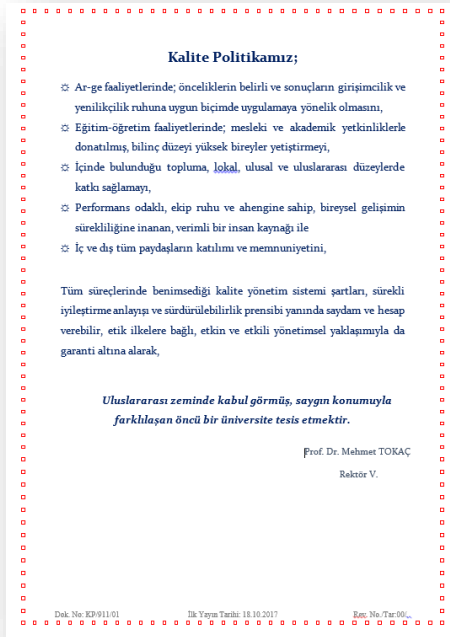 Kalite Politikamız;
Ar-ge faaliyetlerinde; önceliklerin belirli ve sonuçların girişimcilik ve
yenilikçilik ruhuna uygun biçimde uygulamaya yönelik olmasını,
Eğitim-öğretim faaliyetlerinde; mesleki ve akademik yetkinliklerle
donatılmış, bilinç düzeyi yüksek bireyler yetiştirmeyi,
İçinde bulunduğu topluma, lokal, ulusal ve uluslararası düzeylerde
katkı sağlamayı,
Performans odaklı, ekip ruhu ve ahengine sahip, bireysel gelişimin
sürekliliğine inanan, verimli bir insan kaynağı ile
İç ve dış tüm paydaşların katılımı ve memnuniyetini,
Tüm süreçlerinde benimsediği kalite yönetim sistemi şartları, sürekli
iyileştirme anlayışı ve sürdürülebilirlik prensibi yanında saydam ve hesap
verebilir, etik ilkelere bağlı, etkin ve etkili yönetimsel yaklaşımıyla da
garanti altına alarak,
Uluslararası zeminde kabul görmüş, saygın konumuyla
farklılaşan öncü bir üniversite tesis etmektir.
Prof. Dr. Mehmet TOKAÇ
Rektör V.
Dok. No: KP/911/01 İlk Yayın Tarihi: 18.10.2017 Rev. No./Tar:00/...